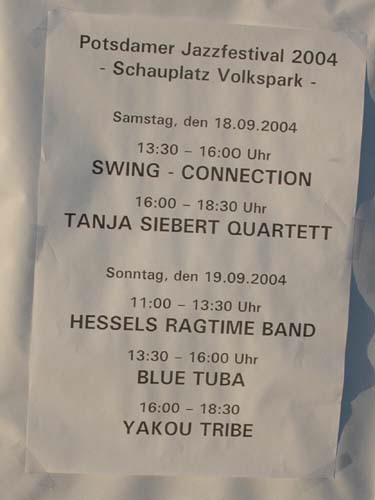 Potsdamer Jazzfestival 2004
- Schauplatz Volkspark -
Samstag, den 18.09.2004
13:30 – 16:00 Uhr
SWING - CONNECTION
16:00 – 18:30 Uhr
TANJA SIEBERT QUARTETT
Sonntag, den 19.09.2004
11:00 – 13:30 Uhr
HESSELS RAGTIME BAND
13:30 – 16:00 Uhr
BLUE TUBA
16:00 – 18:30
YAKOU TRIBE